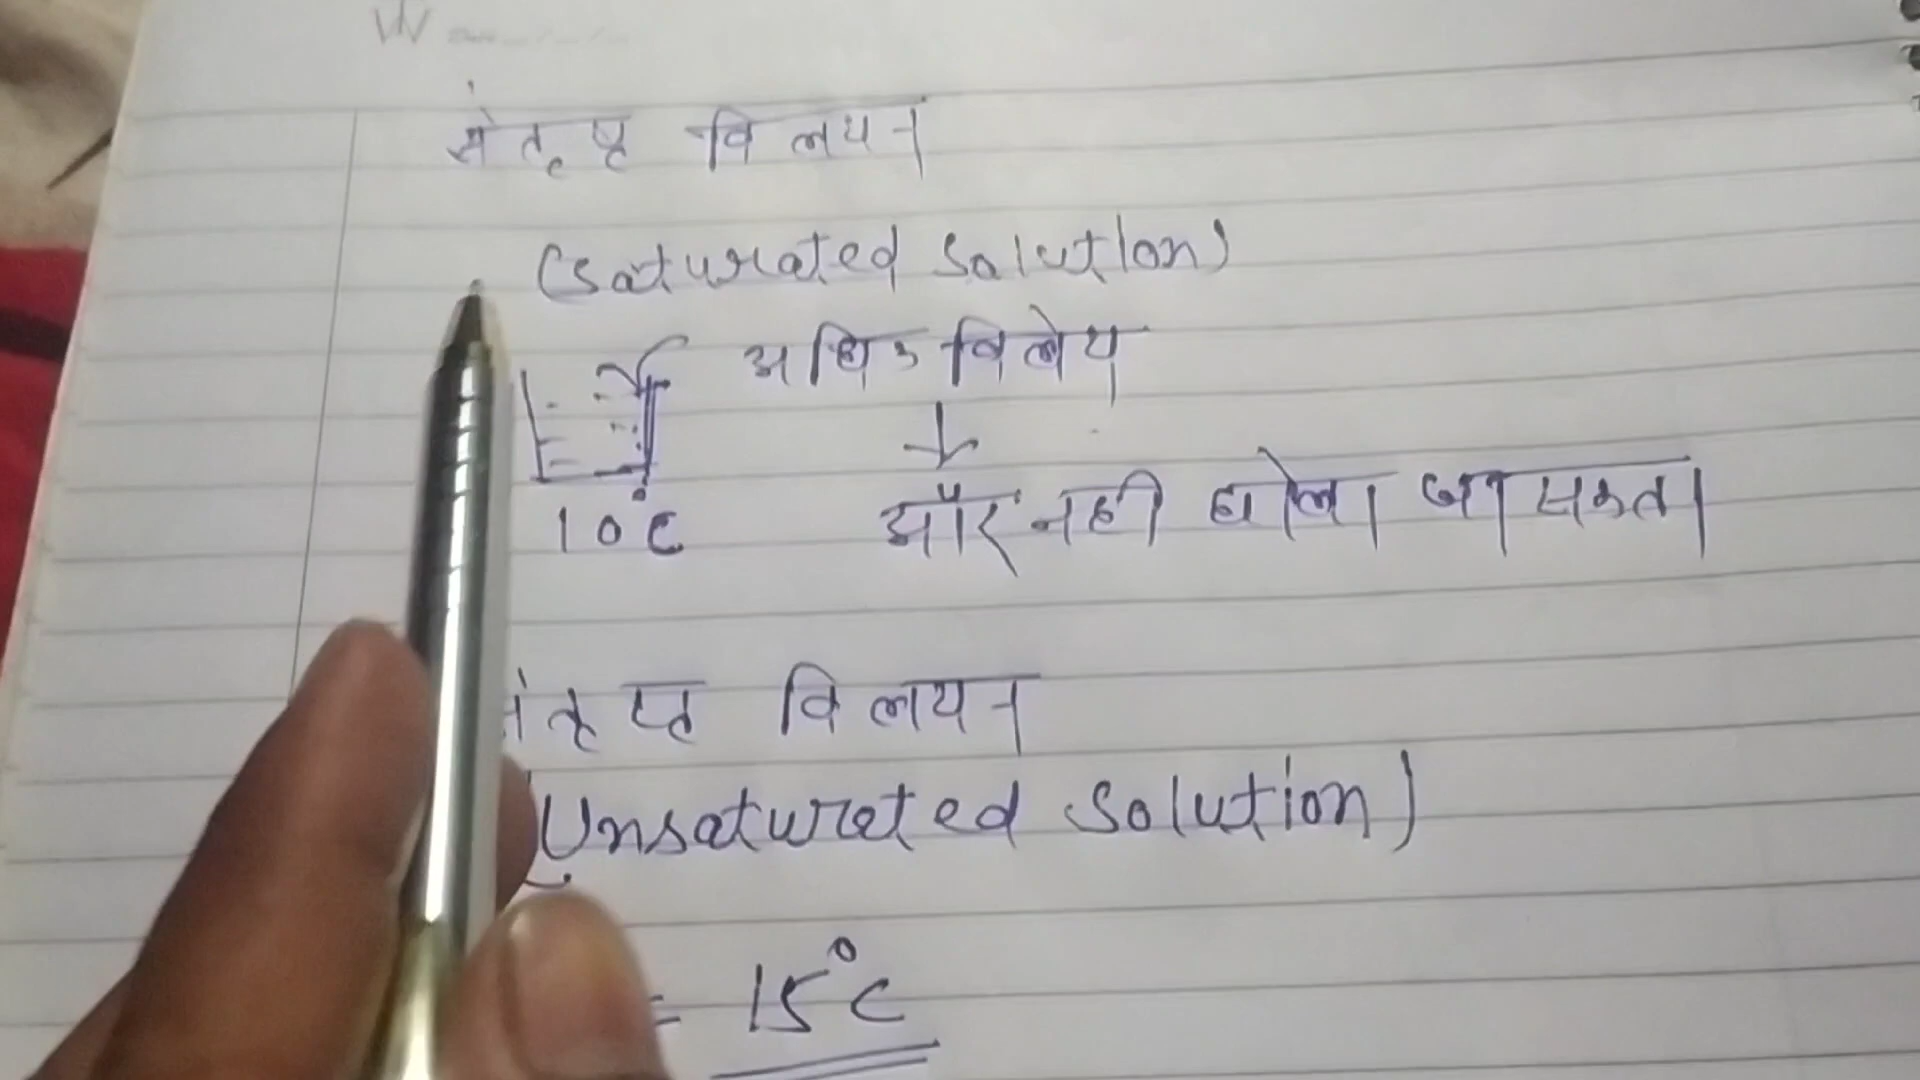 संतृप्त विलयन
(Saturated Solution)
अधिक विलेय
10°C
और नही घोला जा सकता
संतृप्त विलयन
(Unsaturated Solution)
= 15°C